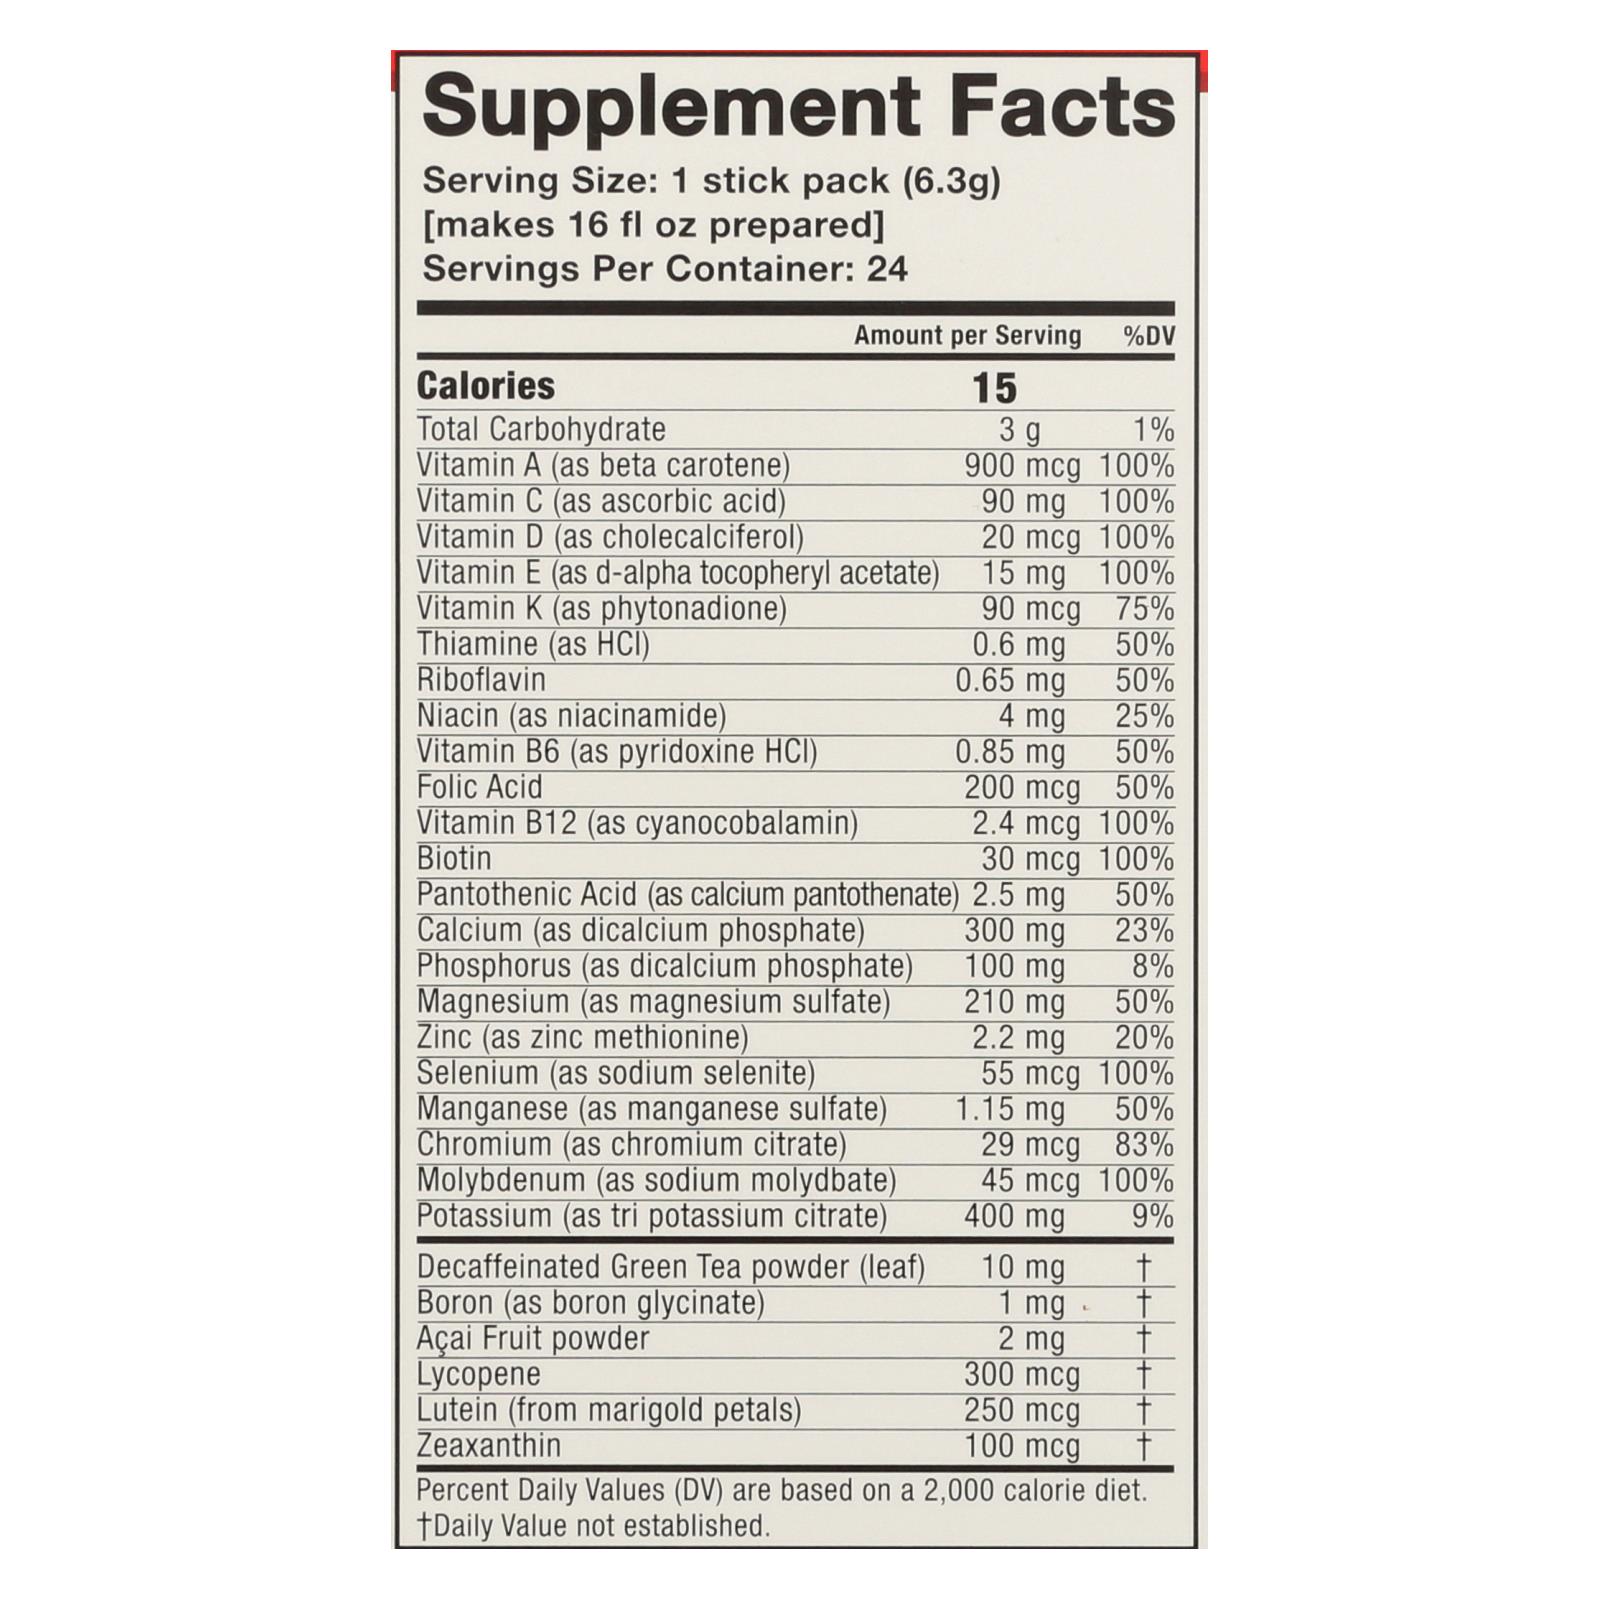 Supplement Facts
Serving Size: 1 stick pack (6.3g)
[makes 16 fl oz prepared]
Servings Per Container: 24
Amount per Serving %DV
Calories 15
Total Carbohydrate 3 g 1%
Vitamin A (as beta carotene) 900 mcg 100%
Vitamin C (as ascorbic acid) 90 mg 100%
Vitamin D (as cholecalciferol) 20 mcg 100%
Vitamin E (as d-alpha tocopheryl acetate) 15 mg 100%
Vitamin K (as phytonadione) 90 mcg 75%
Thiamine (as HCl) 0.6 mg 50%
Riboflavin 0.65 mg 50%
Niacin (as niacinamide) 4 mg 25%
Vitamin B6 (as pyridoxine HCl) 0.85 mg 50%
Folic Acid 200 mcg 50%
Vitamin B12 (as cyanocobalamin) 2.4 mcg 100%
Biotin 30 mcg 100%
Pantothenic Acid (as calcium pantothenate) 2.5 mg 50%
Calcium (as dicalcium phosphate) 300 mg 23%
Phosphorus (as dicalcium phosphate) 100 mg 8%
Magnesium (as magnesium sulfate) 210 mg 50%
Zinc (as zinc methionine) 2.2 mg 20%
Selenium (as sodium selenite) 55 mcg 100%
Manganese (as manganese sulfate) 1.15 mg 50%
Chromium (as chromium citrate) 29 mcg 83%
Molybdenum (as sodium molydbate) 45 mcg 100%
Potassium (as tri potassium citrate) 400 mg 9%
Decaffeinated Green Tea powder (leaf) 10 mg †
Boron (as boron glycinate) 1 mg †
Açai Fruit powder 2 mg †
Lycopene 300 mcg †
Lutein (from marigold petals) 250 mcg †
Zeaxanthin 100 mcg †
Percent Daily Values (DV) are based on a 2,000 calorie diet.
†Daily Value not established.